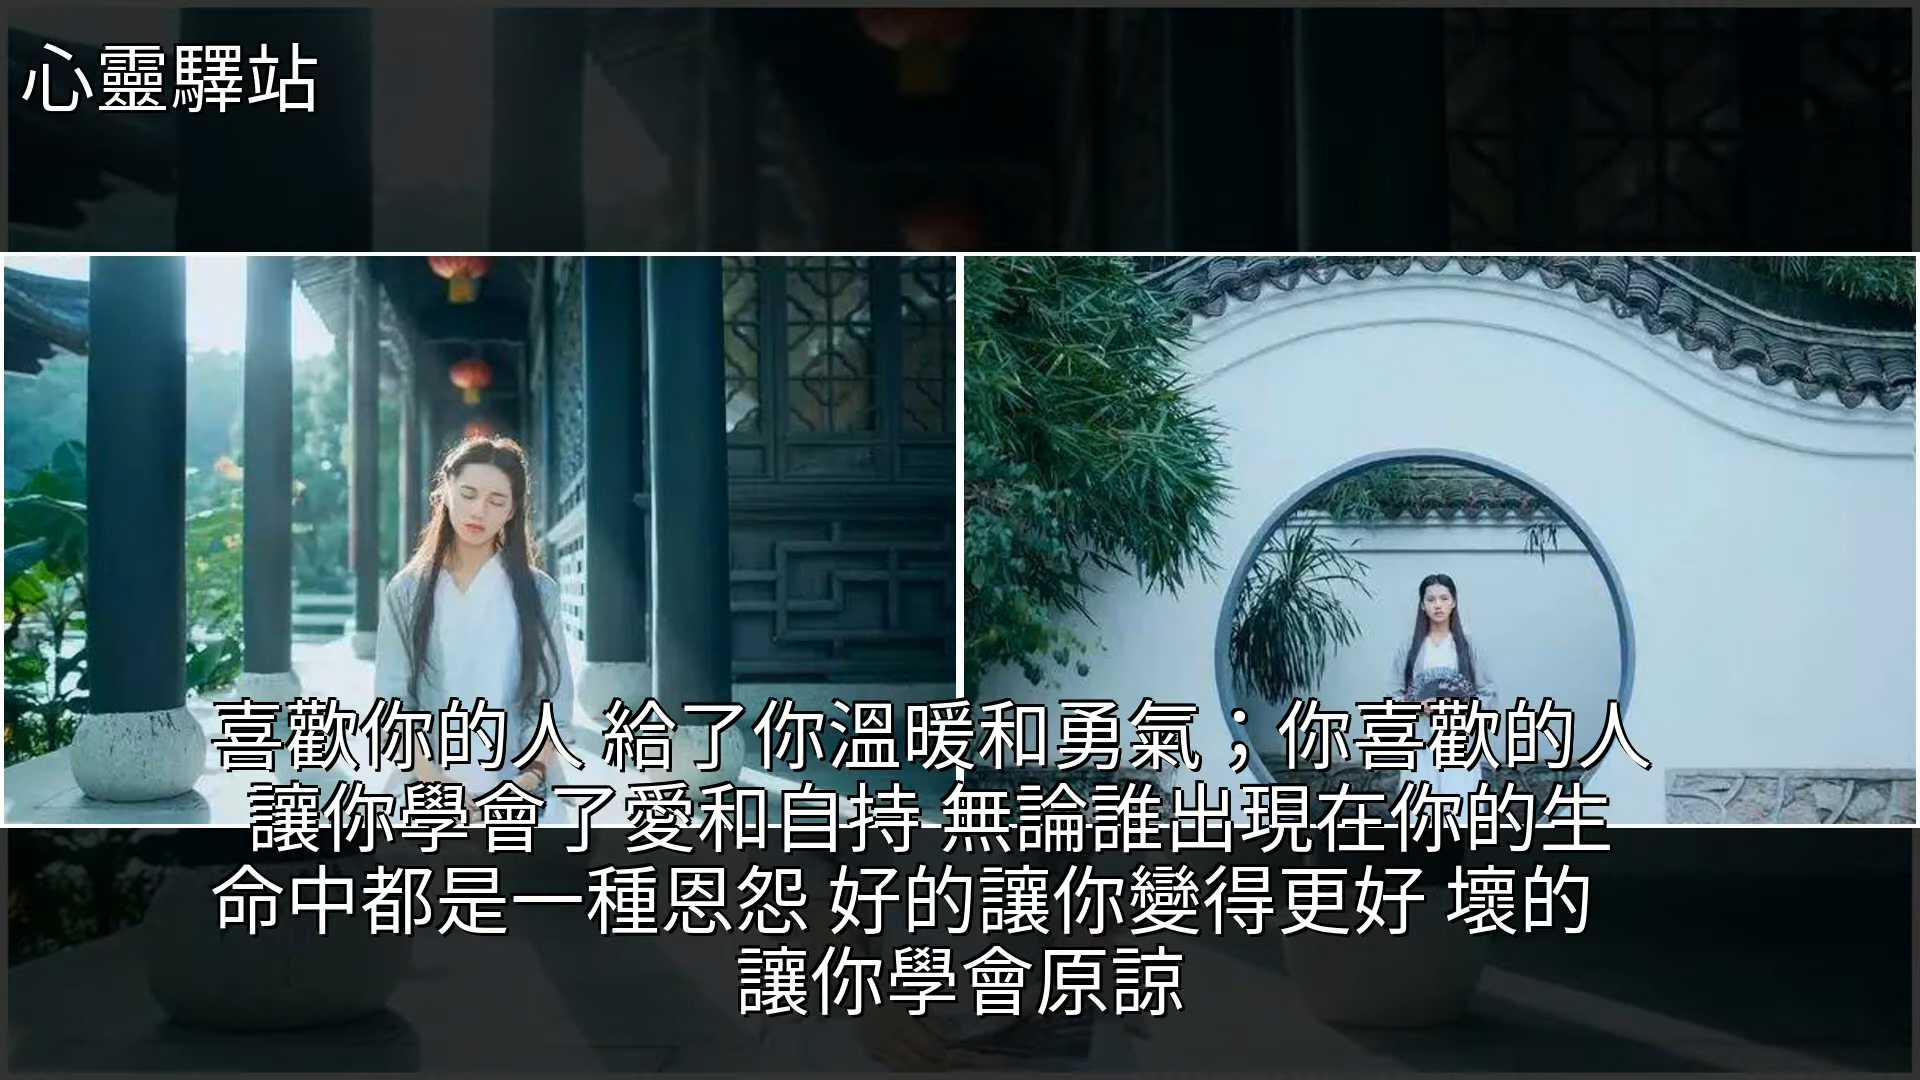 心靈驛站
喜歡你的人 給了你溫暖和勇氣；你喜歡的人
讓你學會了愛和自持 無論誰出現在你的生
命中都是一種恩怨 好的讓你變得更好 壞的
讓你學會原諒